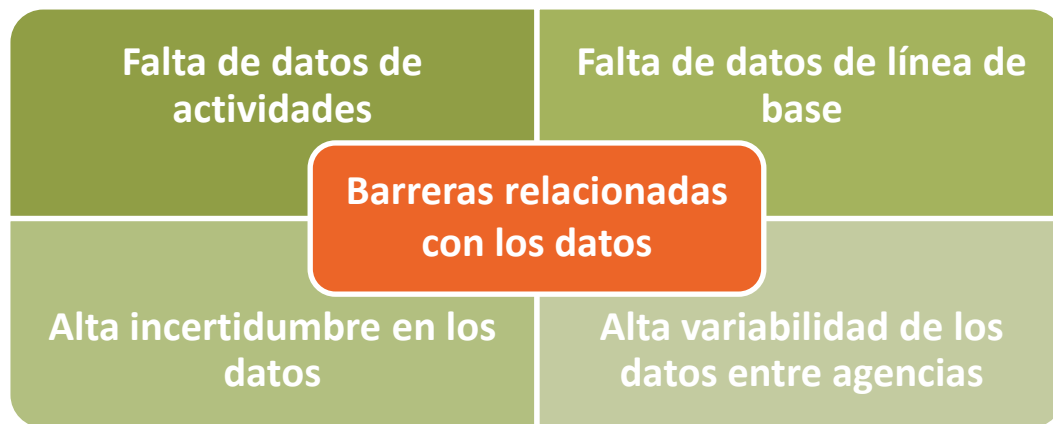 Falta de datos de
actividades
Falta de datos de línea de
base
Barreras relacionadas
con los datos
Alta incertidumbre en los
datos
Alta variabilidad de los
datos entre agencias